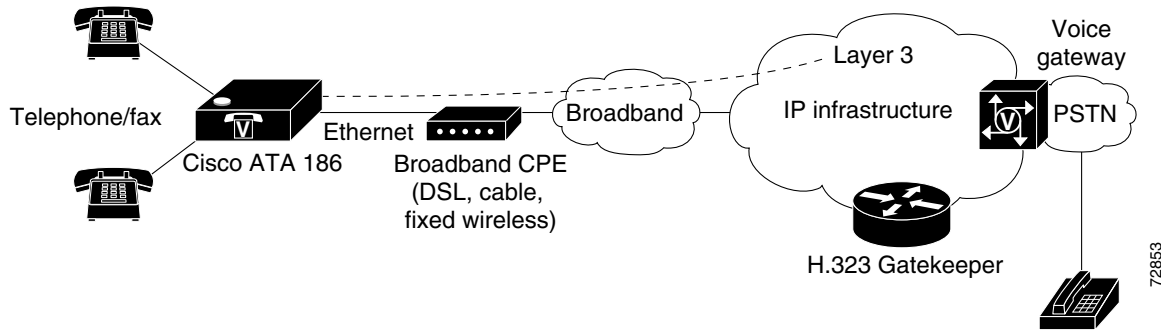 Telephone/fax
V
Cisco ATA 186
Ethernet
Broadband CPE
(DSL, cable,
fixed wireless)
Broadband
Layer 3
IP infrastructure
H.323 Gatekeeper
Voice
gateway
V
PSTN
72853